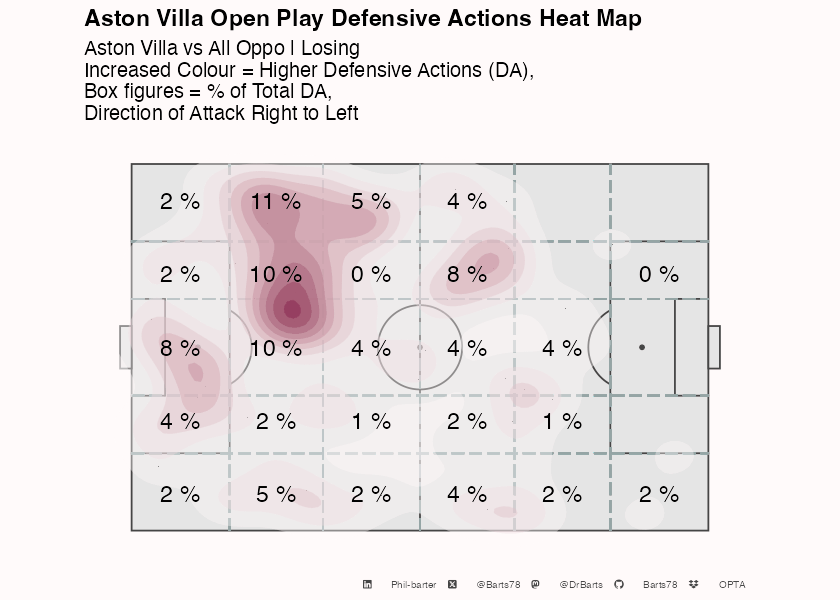 Aston Villa Open Play Defensive Actions Heat Map
Aston Villa vs All Oppo l Losing
Increased Colour = Higher Defensive Actions (DA),
Box figures = % of Total DA,
Direction of Attack Right to Left
2 % 11 % 5 % 4 %
2 % 10 % 0 % 8 % 0 %
8 % 10 % 4 % 4 % 4 %
4 % 2 % 1 % 2 % 1 %
2 % 5 % 2 % 4 % 2 % 2 %
Phil-barter @Barts78 @DrBarts Barts78 OPTA